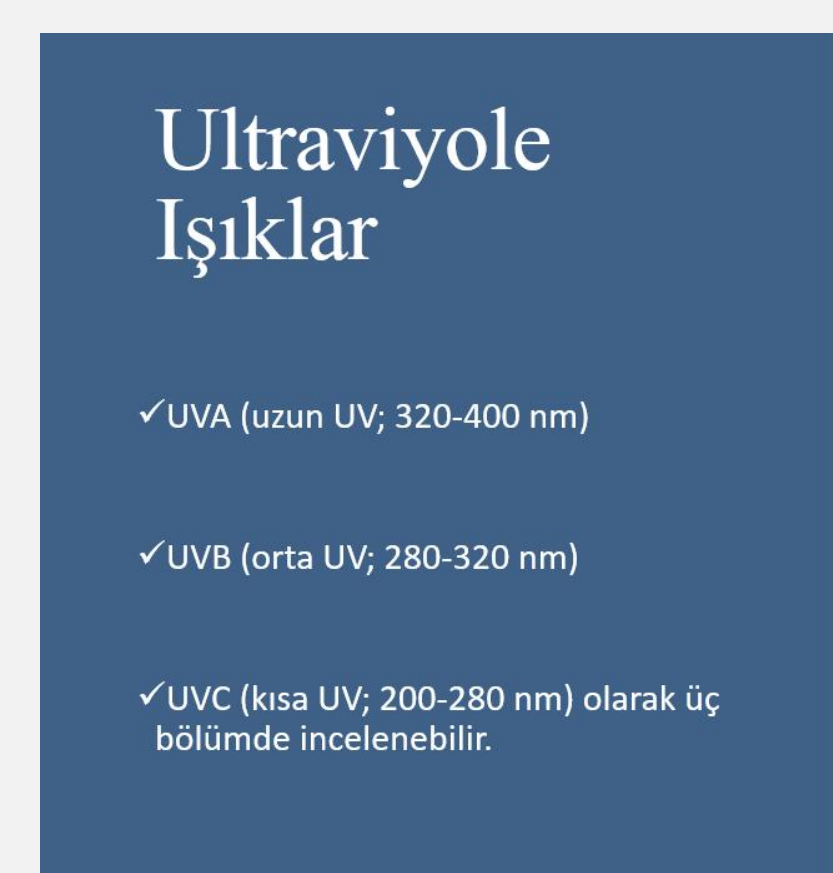 Ultraviyole
Işıklar
✓UVA (uzun UV; 320-400 nm)
✓UVB (orta UV; 280-320 nm)
✓UVC (kısa UV; 200-280 nm) olarak üç
bölümde incelenebilir.